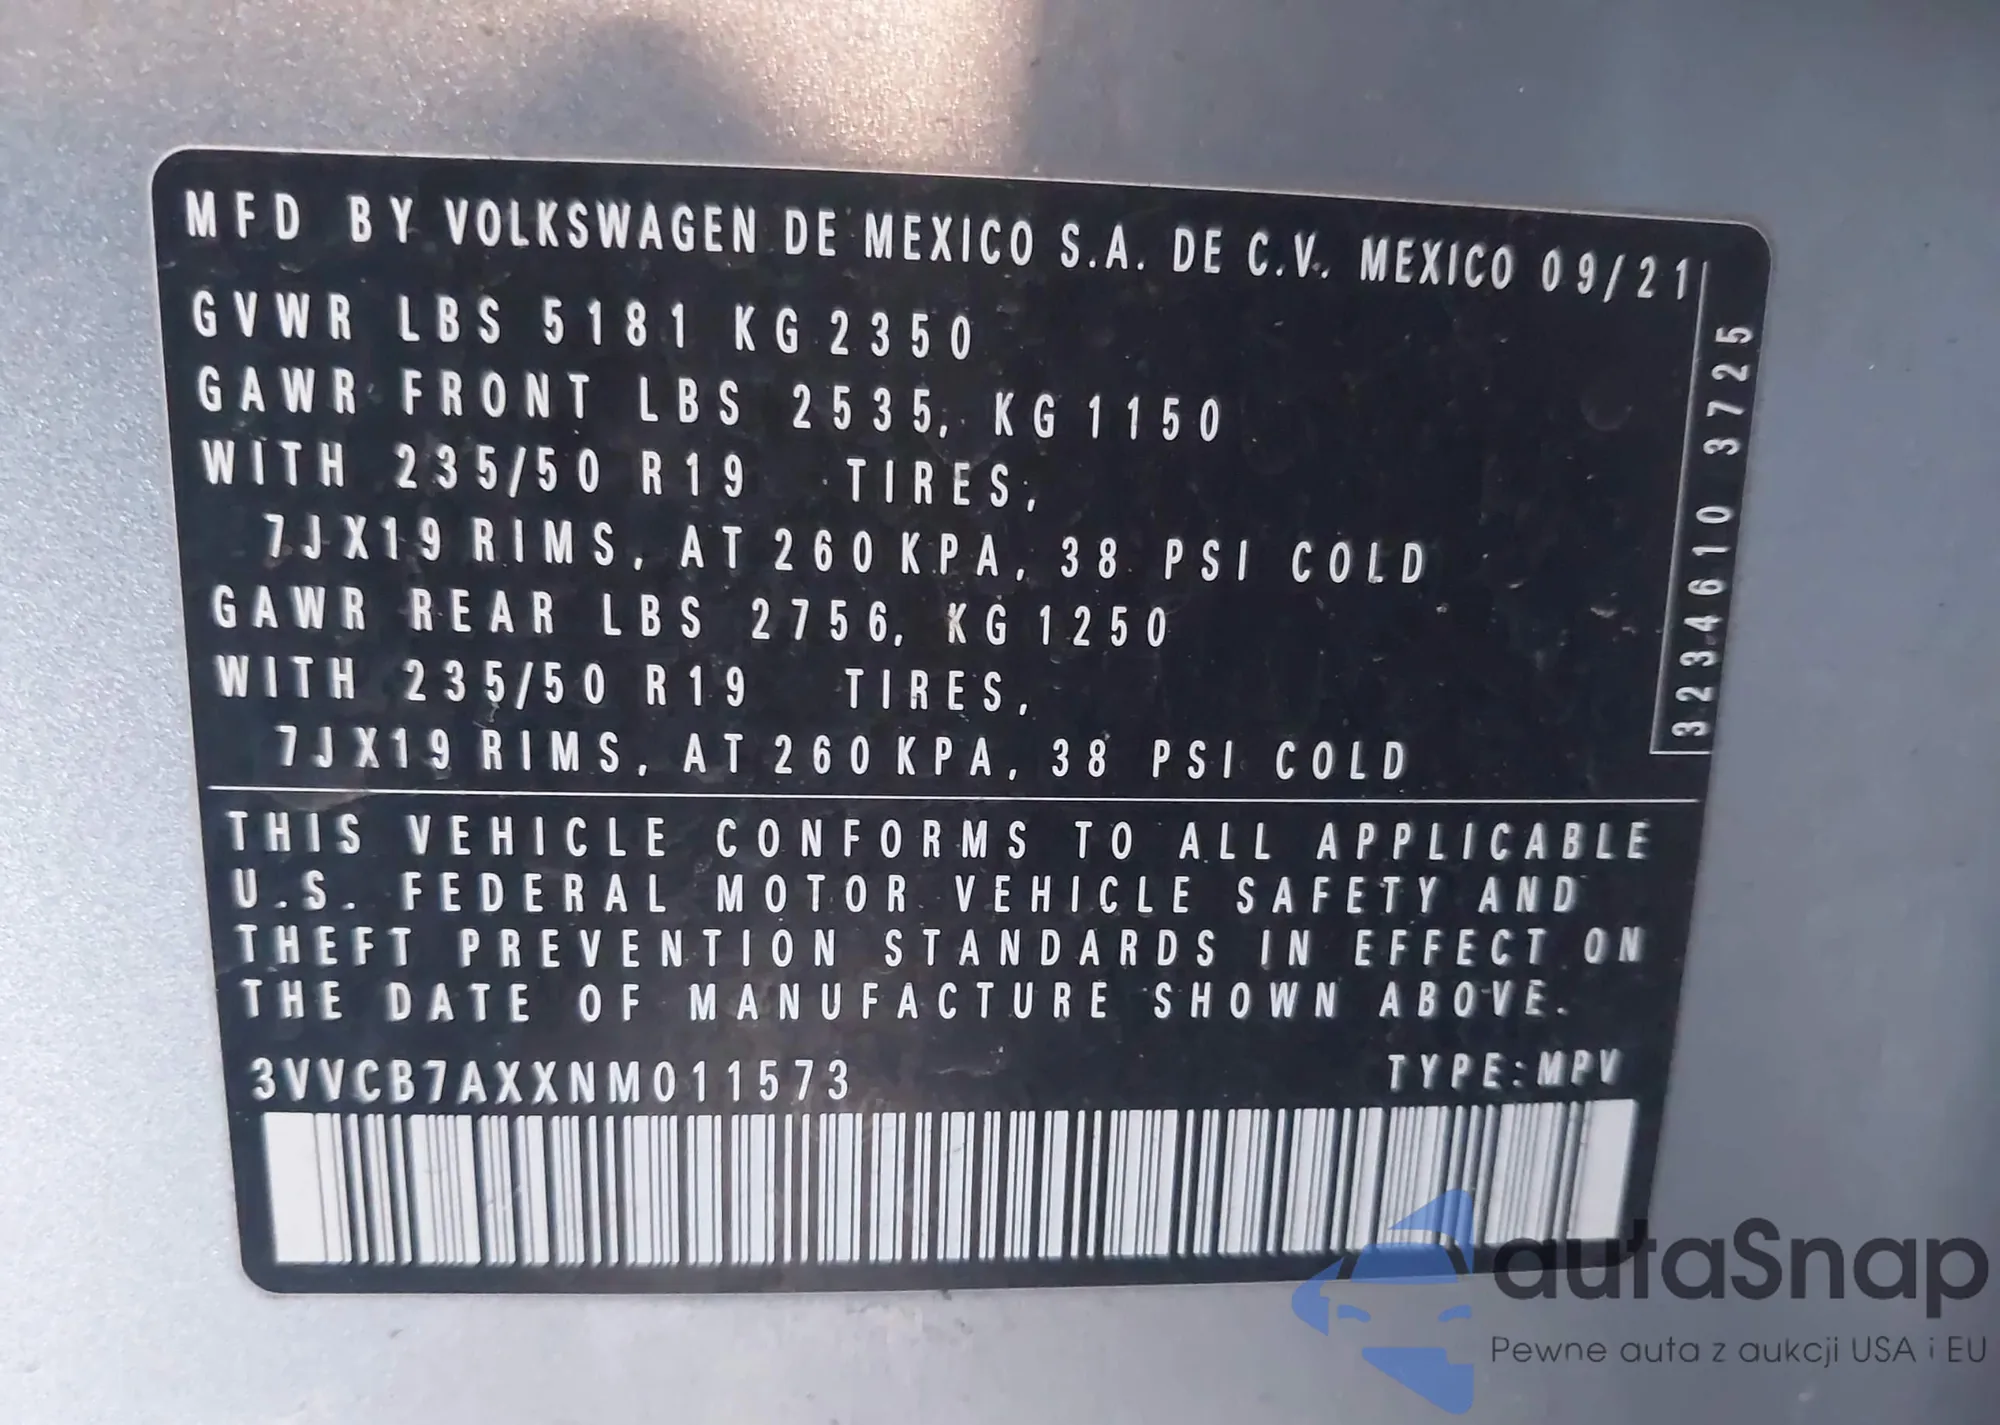 MFD BY VOLKSWAGEN DE MEXICO S.A. DE C.V. MEXICO 09/21
GVWR LBS 5181 KG 2350
GAWR FRONT LBS 2535, KG 1150
WITH 235/50 R19 TIRES,
7JX19 RIMS, AT 260 KPA, 38 PSI COLD
GAWR REAR LBS 2756, KG 1250
WITH 235/50 R19 TIRES,
7JX19 RIMS, AT 260 KPA, 38 PSI COLD
3234610 3725
THIS VEHICLE CONFORMS TO ALL APPLICABLE
U.S. FEDERAL MOTOR VEHICLE SAFETY AND
THEFT PREVENTION STANDARDS IN EFFECT ON
THE DATE OF MANUFACTURE SHOWN ABOVE.
3VVCB7AXXNM011573 TYPE:MPV
autaSnap
Pewne auta z aukcji USA i EU